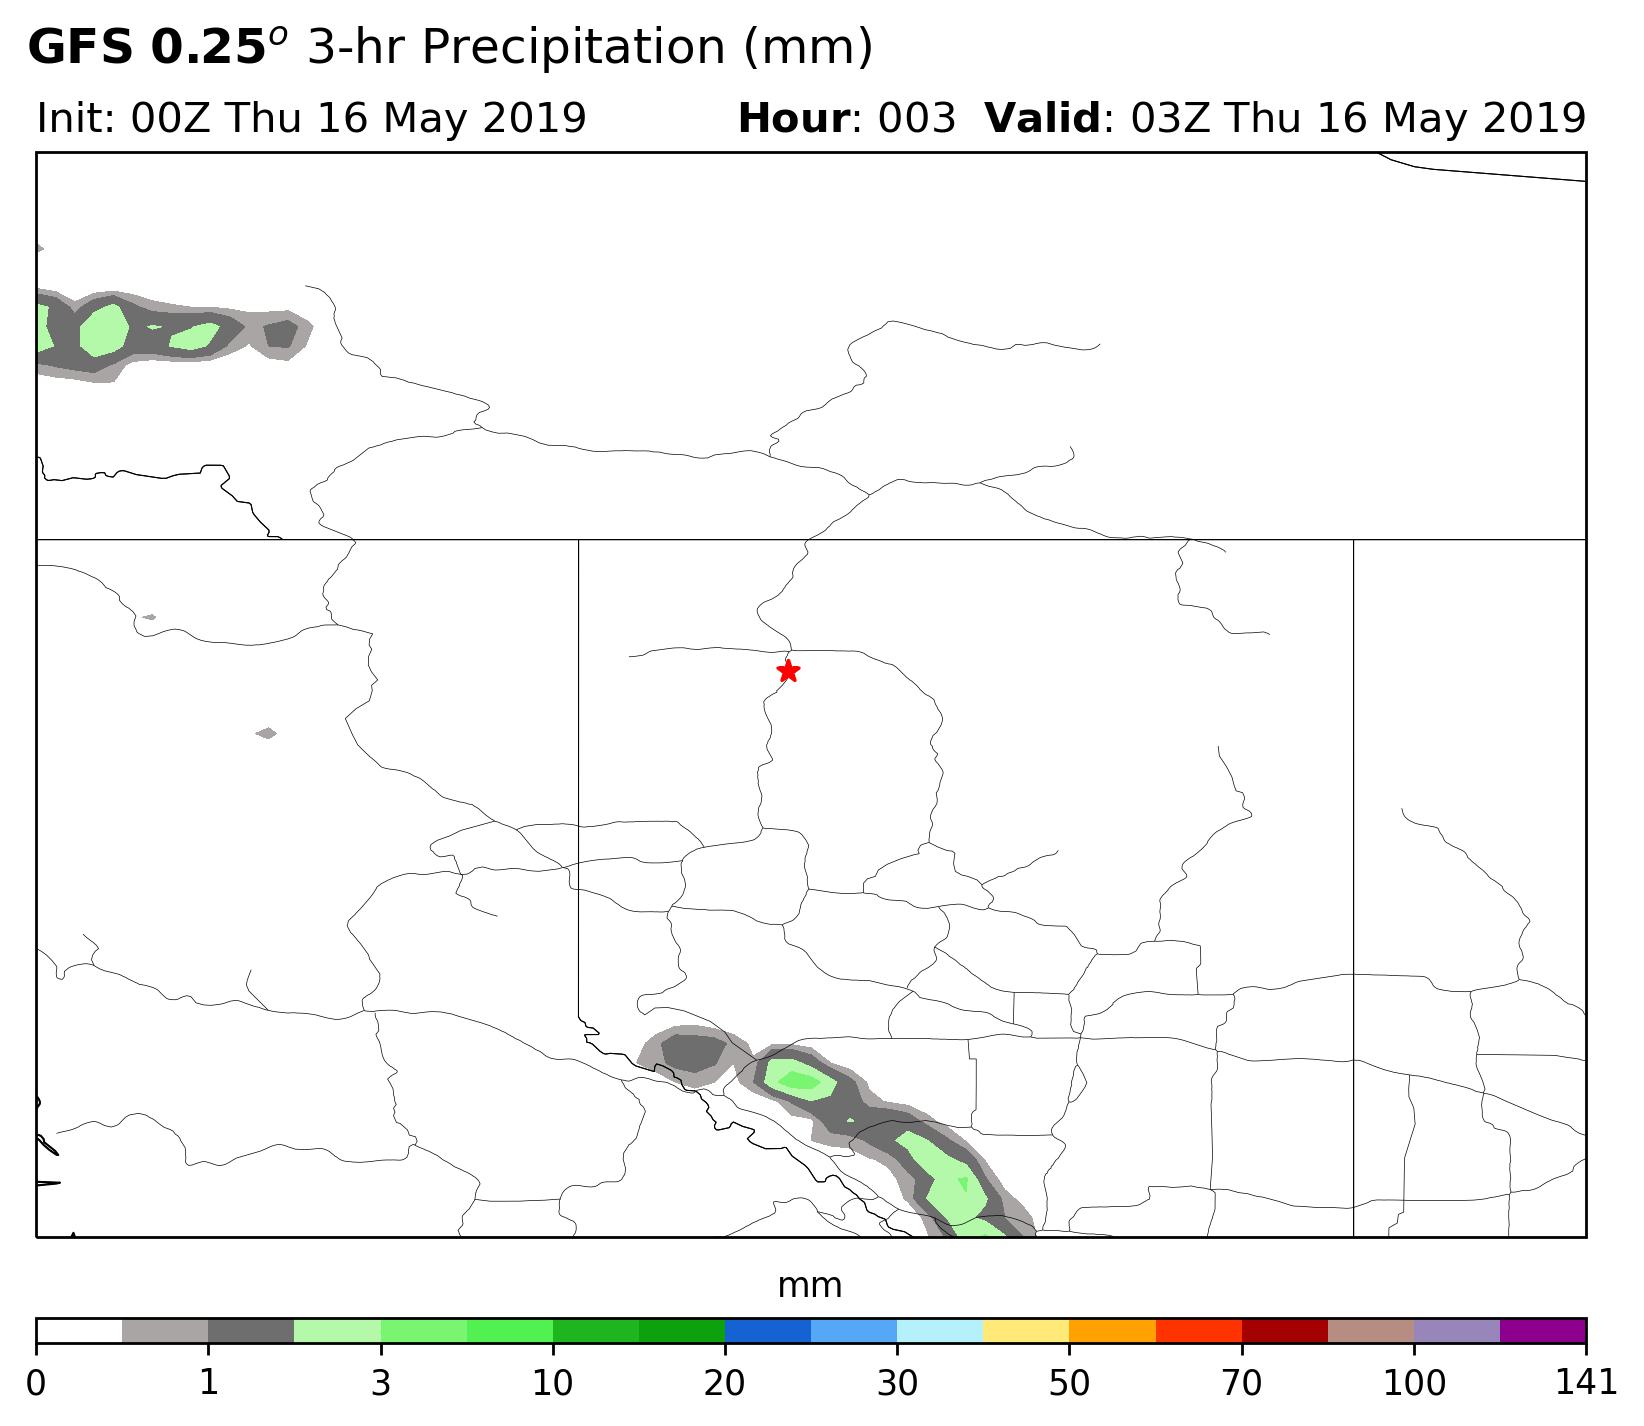 GFS 0.25° 3-hr Precipitation (mm)
Init: 00Z Thu 16 May 2019 Hour: 003 Valid: 03Z Thu 16 May 2019
mm
0 1 3 10 20 30 50 70 100 141